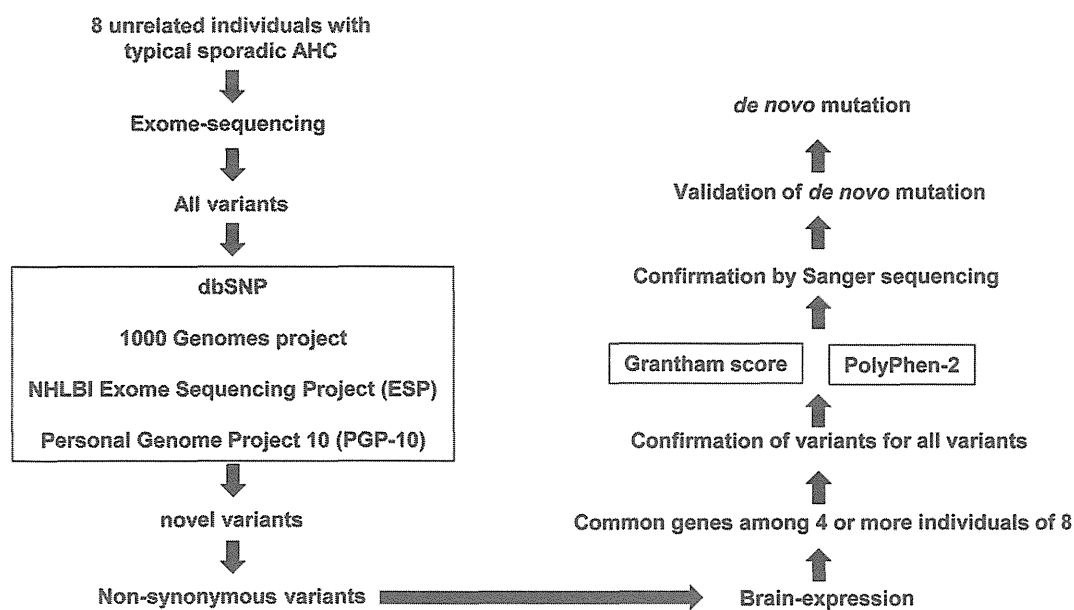 8 unrelated individuals with
typical sporadic AHC
Exome-sequencing
All variants
dbSNP
1000 Genomes project
NHLBI Exome Sequencing Project (ESP)
Personal Genome Project 10 (PGP-10)
novel variants
Non-synonymous variants
Brain-expression
Common genes among 4 or more individuals of 8
Confirmation of variants for all variants
Grantham score
PolyPhen-2
Confirmation by Sanger sequencing
Validation of de novo mutation
de novo mutation